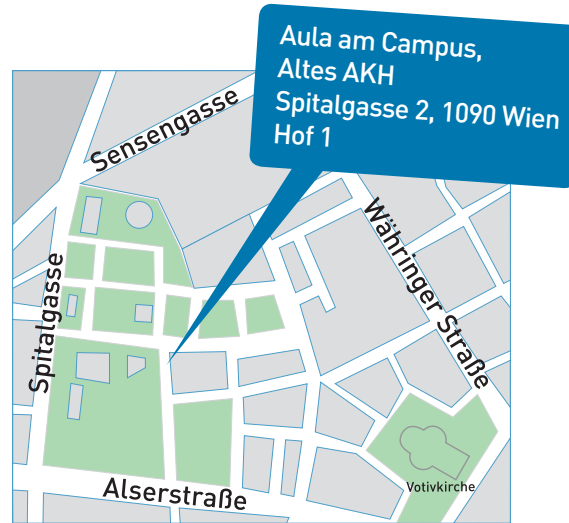 Aula am Campus,
Altes AKH
Spitalgasse 2, 1090 Wien
Hof 1
Sensengasse
Währinger Straße
Spitalgasse
Votivkirche
Alserstraße